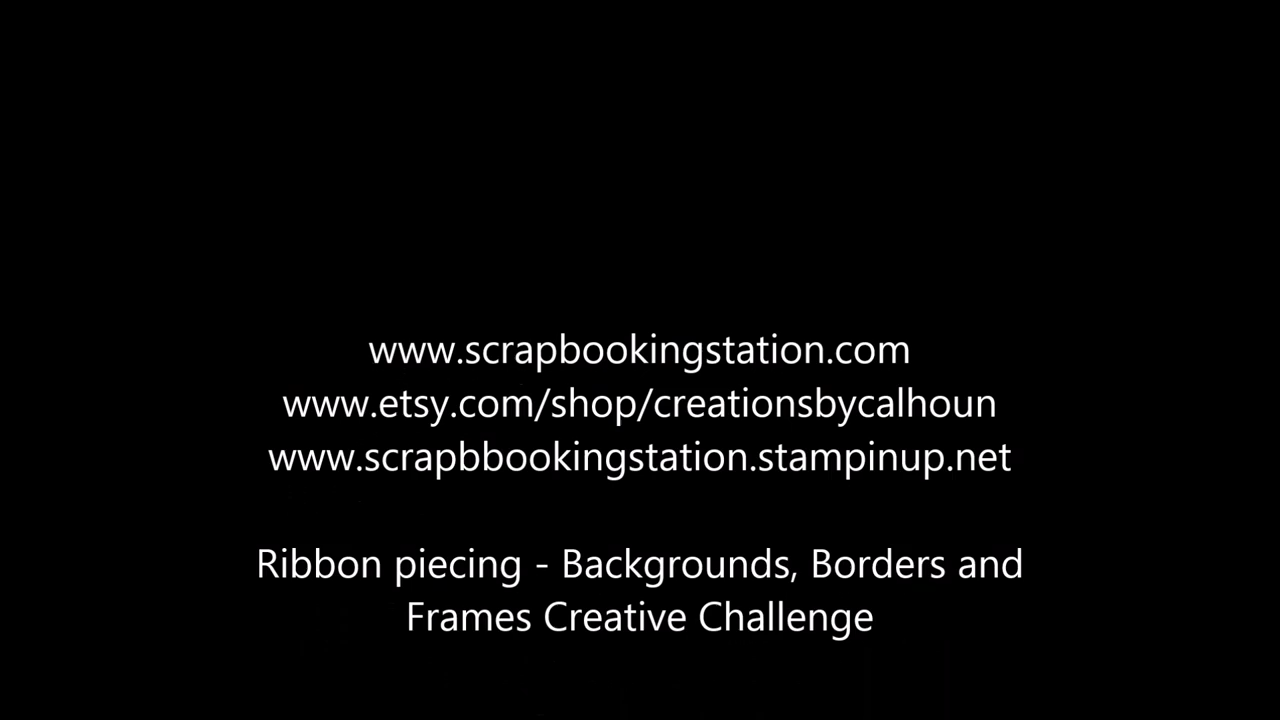 www.scrapbookingstation.com
www.etsy.com/shop/creationsbycalhoun
www.scrapbbookingstation.stampinup.net
Ribbon piecing - Backgrounds, Borders and
Frames Creative Challenge